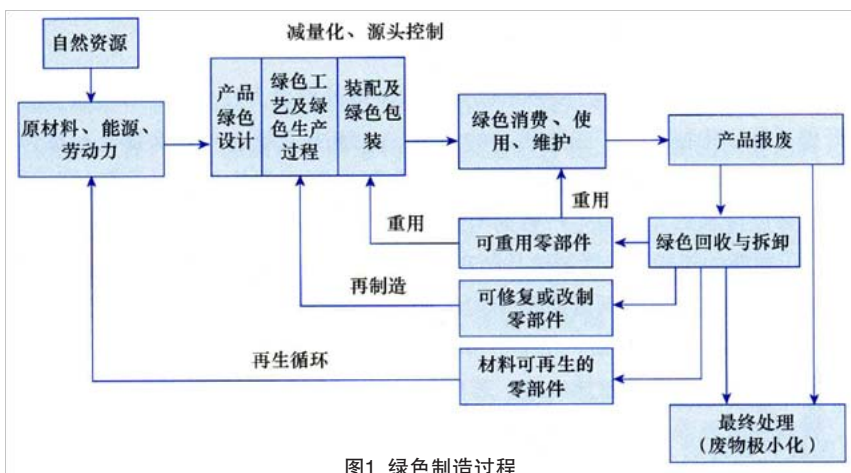 减量化、源头控制
自然资源
原材料、能源、
劳动力
产品
绿色
设计
绿色工
艺及绿
色生产
过程
装配及
绿色包
装
绿色消费、使
用、维护
产品报废
重用
重用
可重用零部件
绿色回收与拆卸
再制造
可修复或改制
零部件
再生循环
材料可再生的
零部件
最终处理
（废物极小化）
图1 绿色制造过程